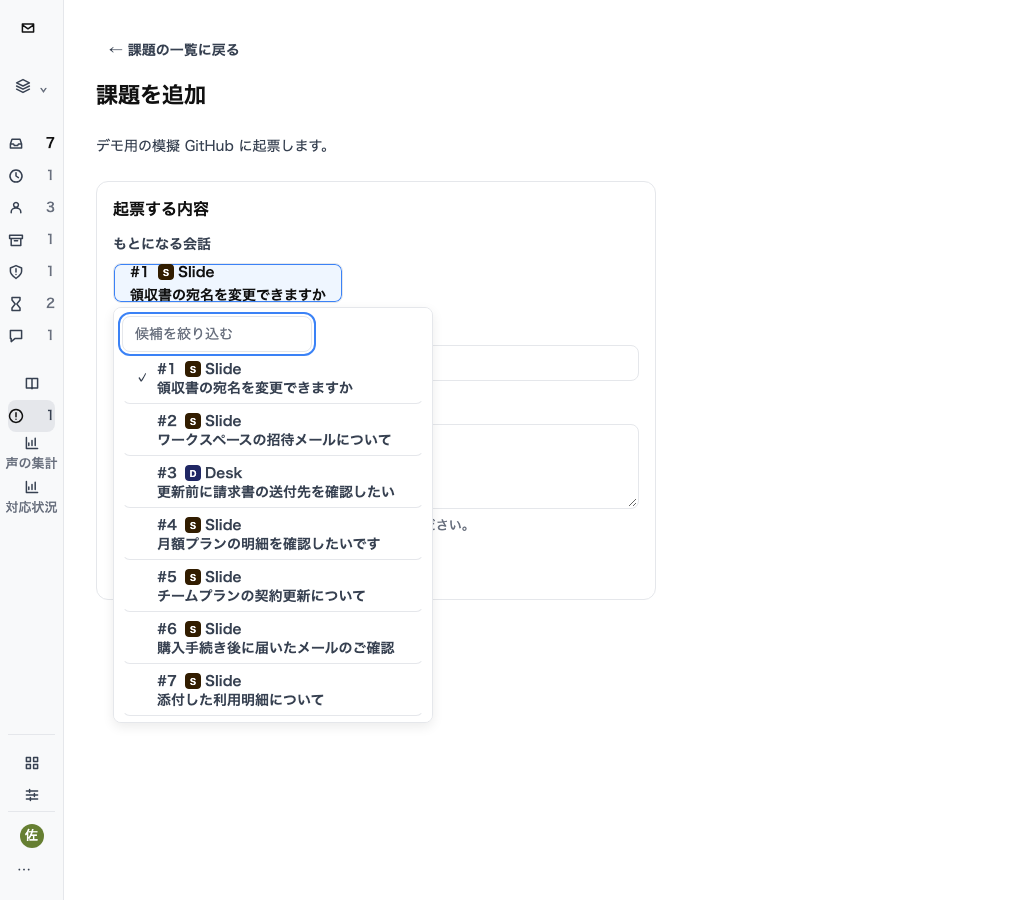 ← 課題の一覧に戻る
課題を追加
デモ用の模擬 GitHub に起票します。
起票する内容
もとになる会話
#1 S Slide
領収書の宛名を変更できますか
候補を絞り込む
✓ #1 S Slide
領収書の宛名を変更できますか
#2 S Slide
ワークスペースの招待メールについて
#3 D Desk
更新前に請求書の送付先を確認したい
#4 S Slide
月額プランの明細を確認したいです
ださい。
#5 S Slide
チームプランの契約更新について
#6 S Slide
購入手続き後に届いたメールのご確認
#7 S Slide
添付した利用明細について
7
1
3
1
1
2
1
1
声の集計
対応状況
佐
…